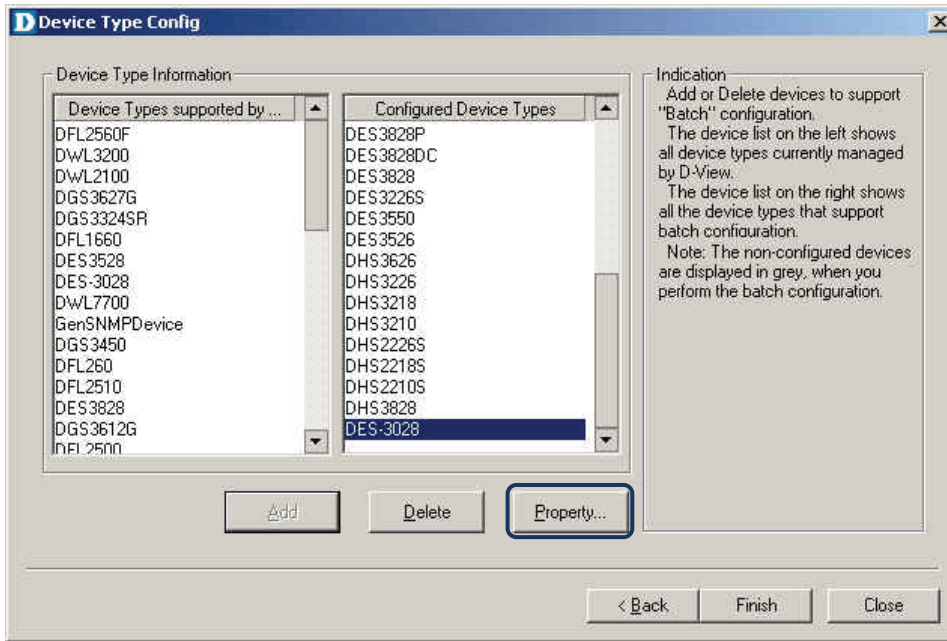 D Device Type Config
Device Type Information
Device Types supported by ...
DFL2560F
DWL3200
DWL2100
DGS3627G
DGS3324SR
DFL1660
DES3528
DES-3028
DWL7700
GenSNMPDevice
DGS3450
DFL260
DFL2510
DES3828
DGS3612G
DFL2500
Configured Device Types
DES3828P
DES3828DC
DES3828
DES3226S
DES3550
DES3526
DHS3626
DHS3226
DHS3218
DHS3210
DHS2226S
DHS2218S
DHS2210S
DHS3828
DES-3028
Indication
Add or Delete devices to support
"Batch" configuration.
The device list on the left shows
all device types currently managed
by D-View.
The device list on the right shows
all the device types that support
batch configuration.
Note: The non-configured devices
are displayed in grey, when you
perform the batch configuration.
Add
Delete
Property...
< Back
Finish
Close